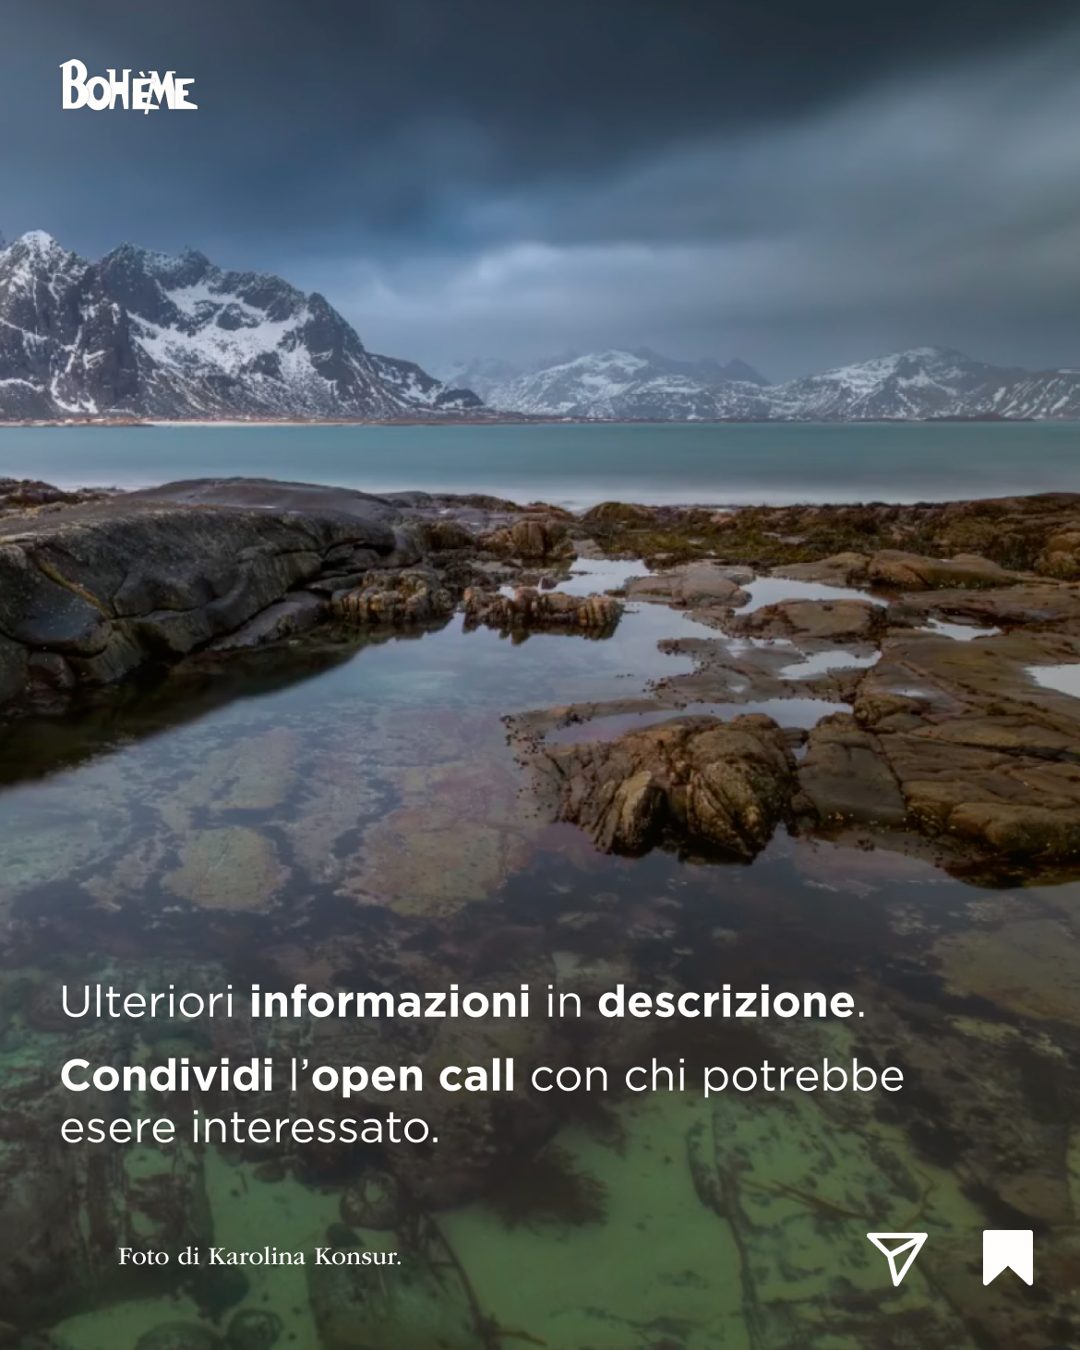 BOHÈME
Ulteriori informazioni in descrizione.
Condividi l’open call con chi potrebbe
esere interessato.
Foto di Karolina Konsur.